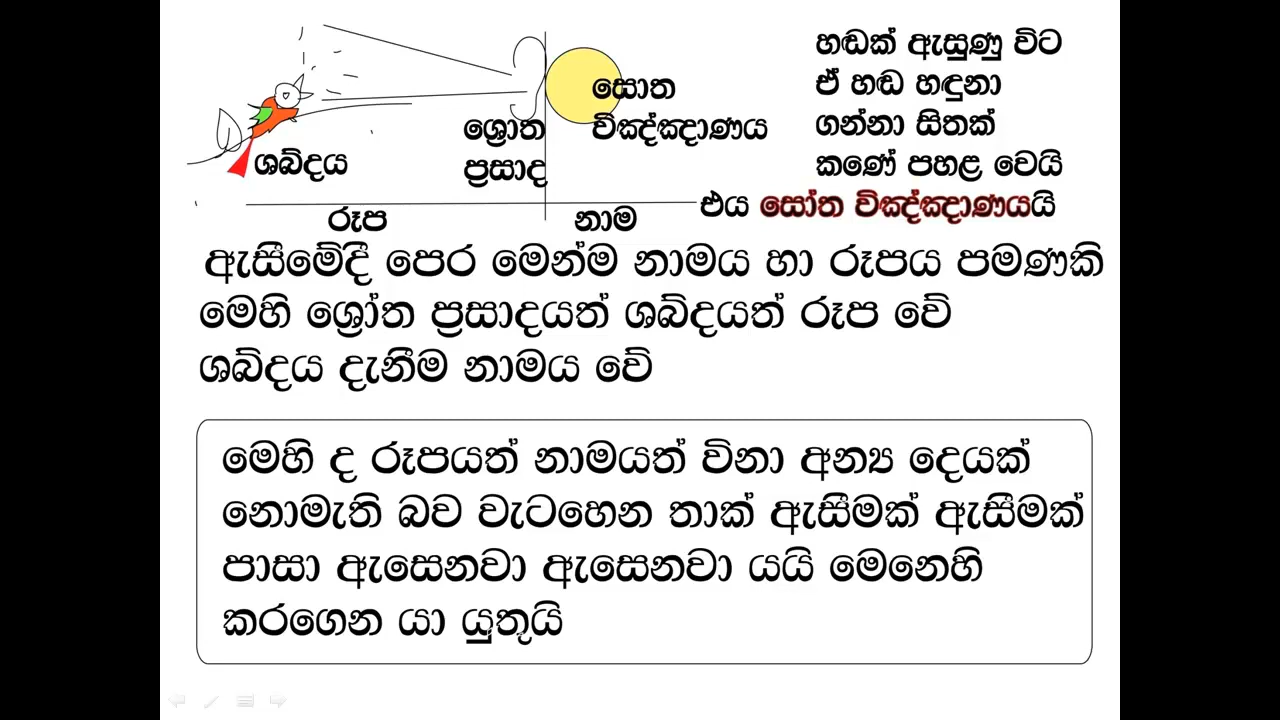 හඬක් ඇසුණු විට
ඒ හඬ හඳුනා
ගන්නා සිතක්
කණේ පහළ වෙයි
එය සෝත විඤ්ඤාණයයි
සොත
විඤ්ඤාණය
ශ්‍රොත
ප්‍රසාද
ශබ්දය
රූප
නාම
ඇසීමේදී පෙර මෙන්ම නාමය හා රූපය පමණකි
මෙහි ශ්‍රෝත ප්‍රසාදයත් ශබ්දයත් රූප වේ
ශබ්දය දැනීම නාමය වේ
මෙහි ද රූපයත් නාමයත් විනා අන්‍ය දෙයක්
නොමැති බව වැටහෙන තාක් ඇසීමක් ඇසීමක්
පාසා ඇසෙනවා ඇසෙනවා යයි මෙනෙහි
කරගෙන යා යුතුයි